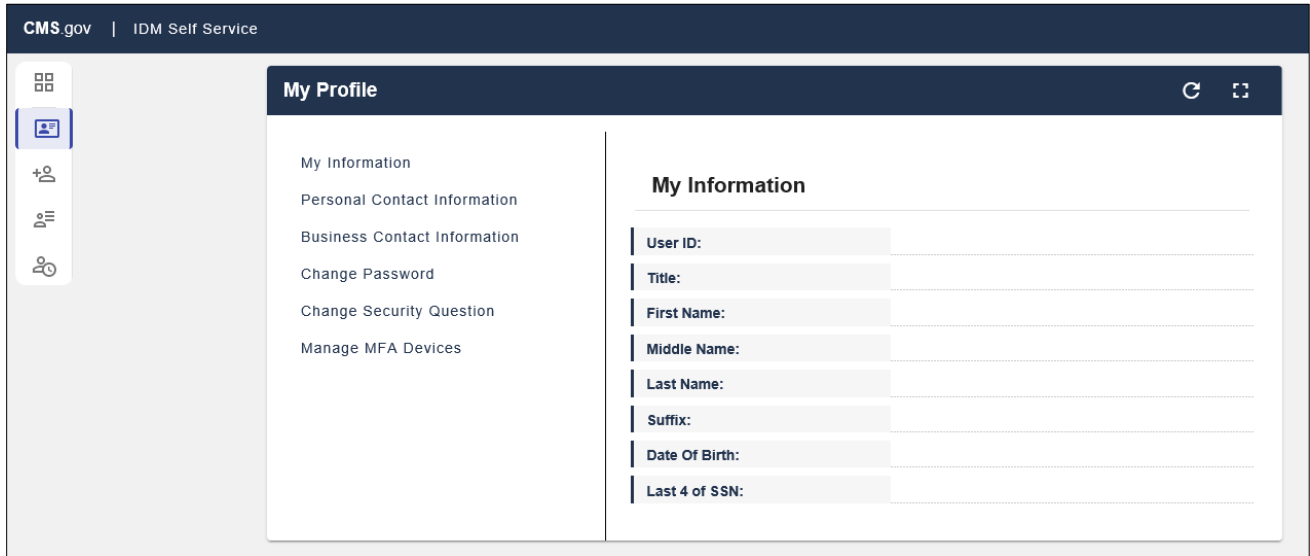 CMS.gov | IDM Self Service
My Profile
My Information
Personal Contact Information
Business Contact Information
Change Password
Change Security Question
Manage MFA Devices
My Information
User ID:
Title:
First Name:
Middle Name:
Last Name:
Suffix:
Date Of Birth:
Last 4 of SSN: